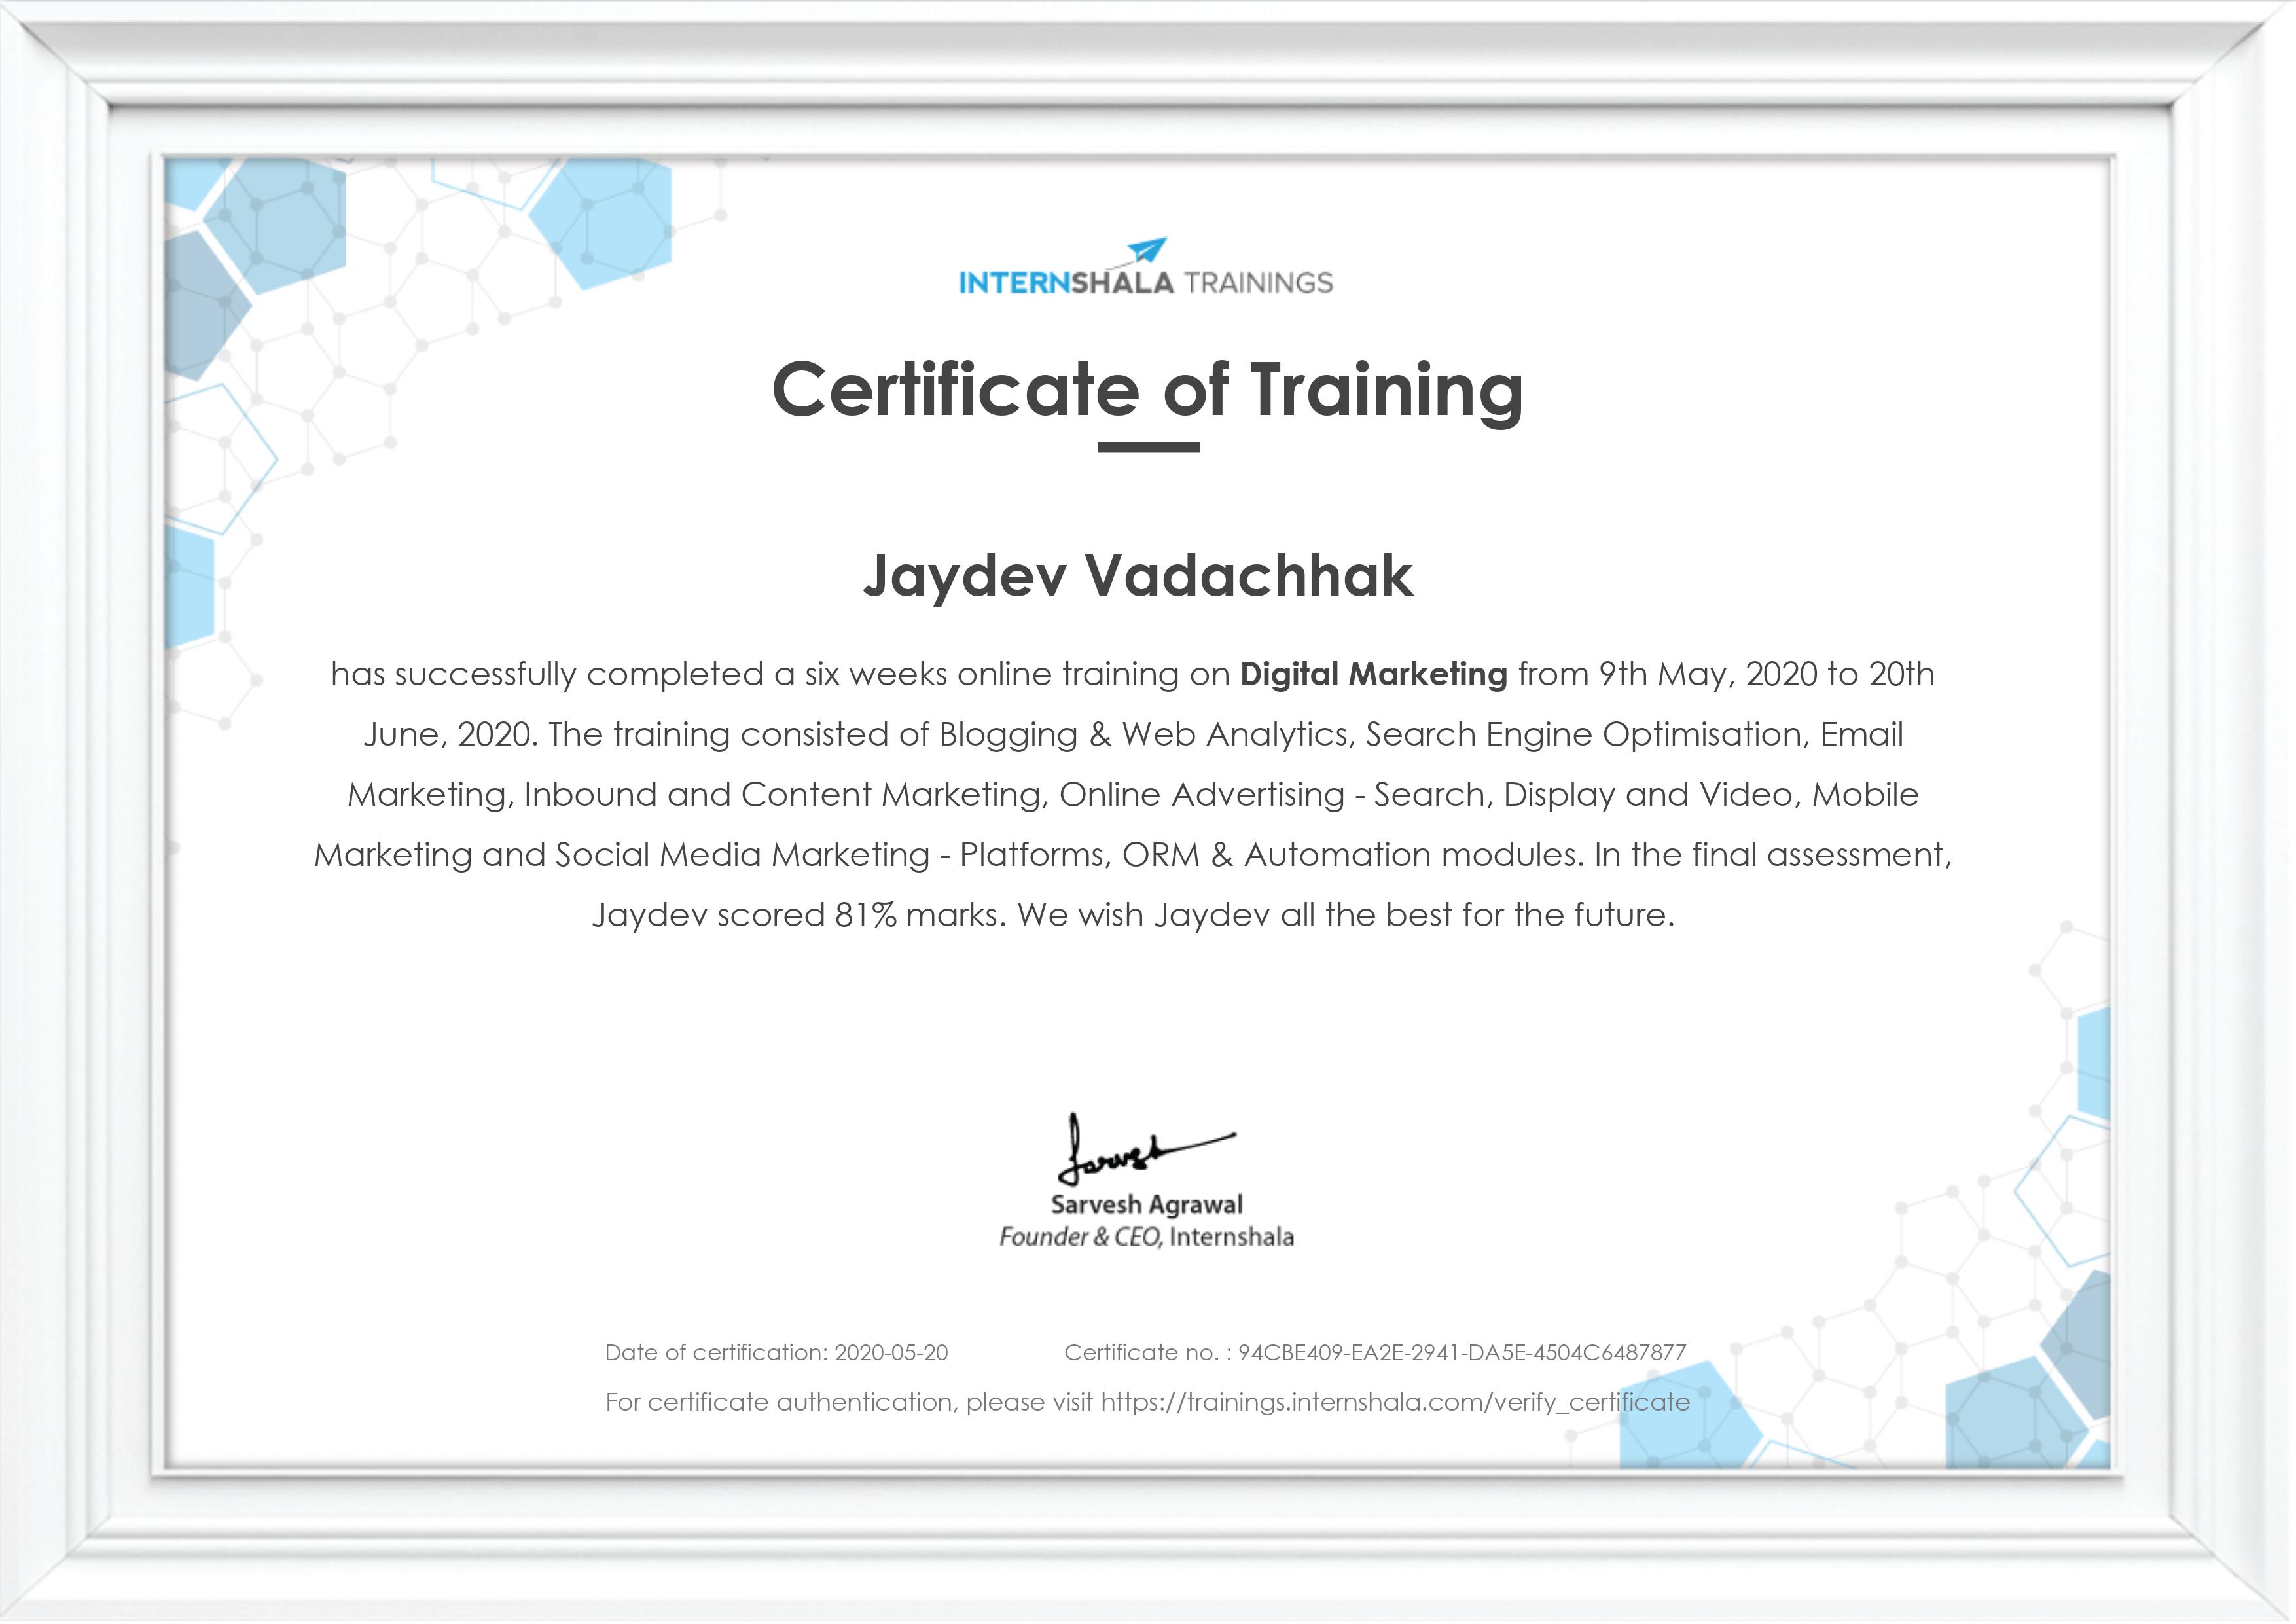 INTERNSHALA TRAININGS
Certificate of Training
Jaydev Vadachhak
has successfully completed a six weeks online training on Digital Marketing from 9th May, 2020 to 20th
June, 2020. The training consisted of Blogging & Web Analytics, Search Engine Optimisation, Email
Marketing, Inbound and Content Marketing, Online Advertising - Search, Display and Video, Mobile
Marketing and Social Media Marketing - Platforms, ORM & Automation modules. In the final assessment,
Jaydev scored 81% marks. We wish Jaydev all the best for the future.
Sarvesh
Sarvesh Agrawal
Founder & CEO, Internshala
Date of certification: 2020-05-20 Certificate no. : 94CBE409-EA2E-2941-DA5E-4504C6487877
For certificate authentication, please visit https://trainings.internshala.com/verify_certificate